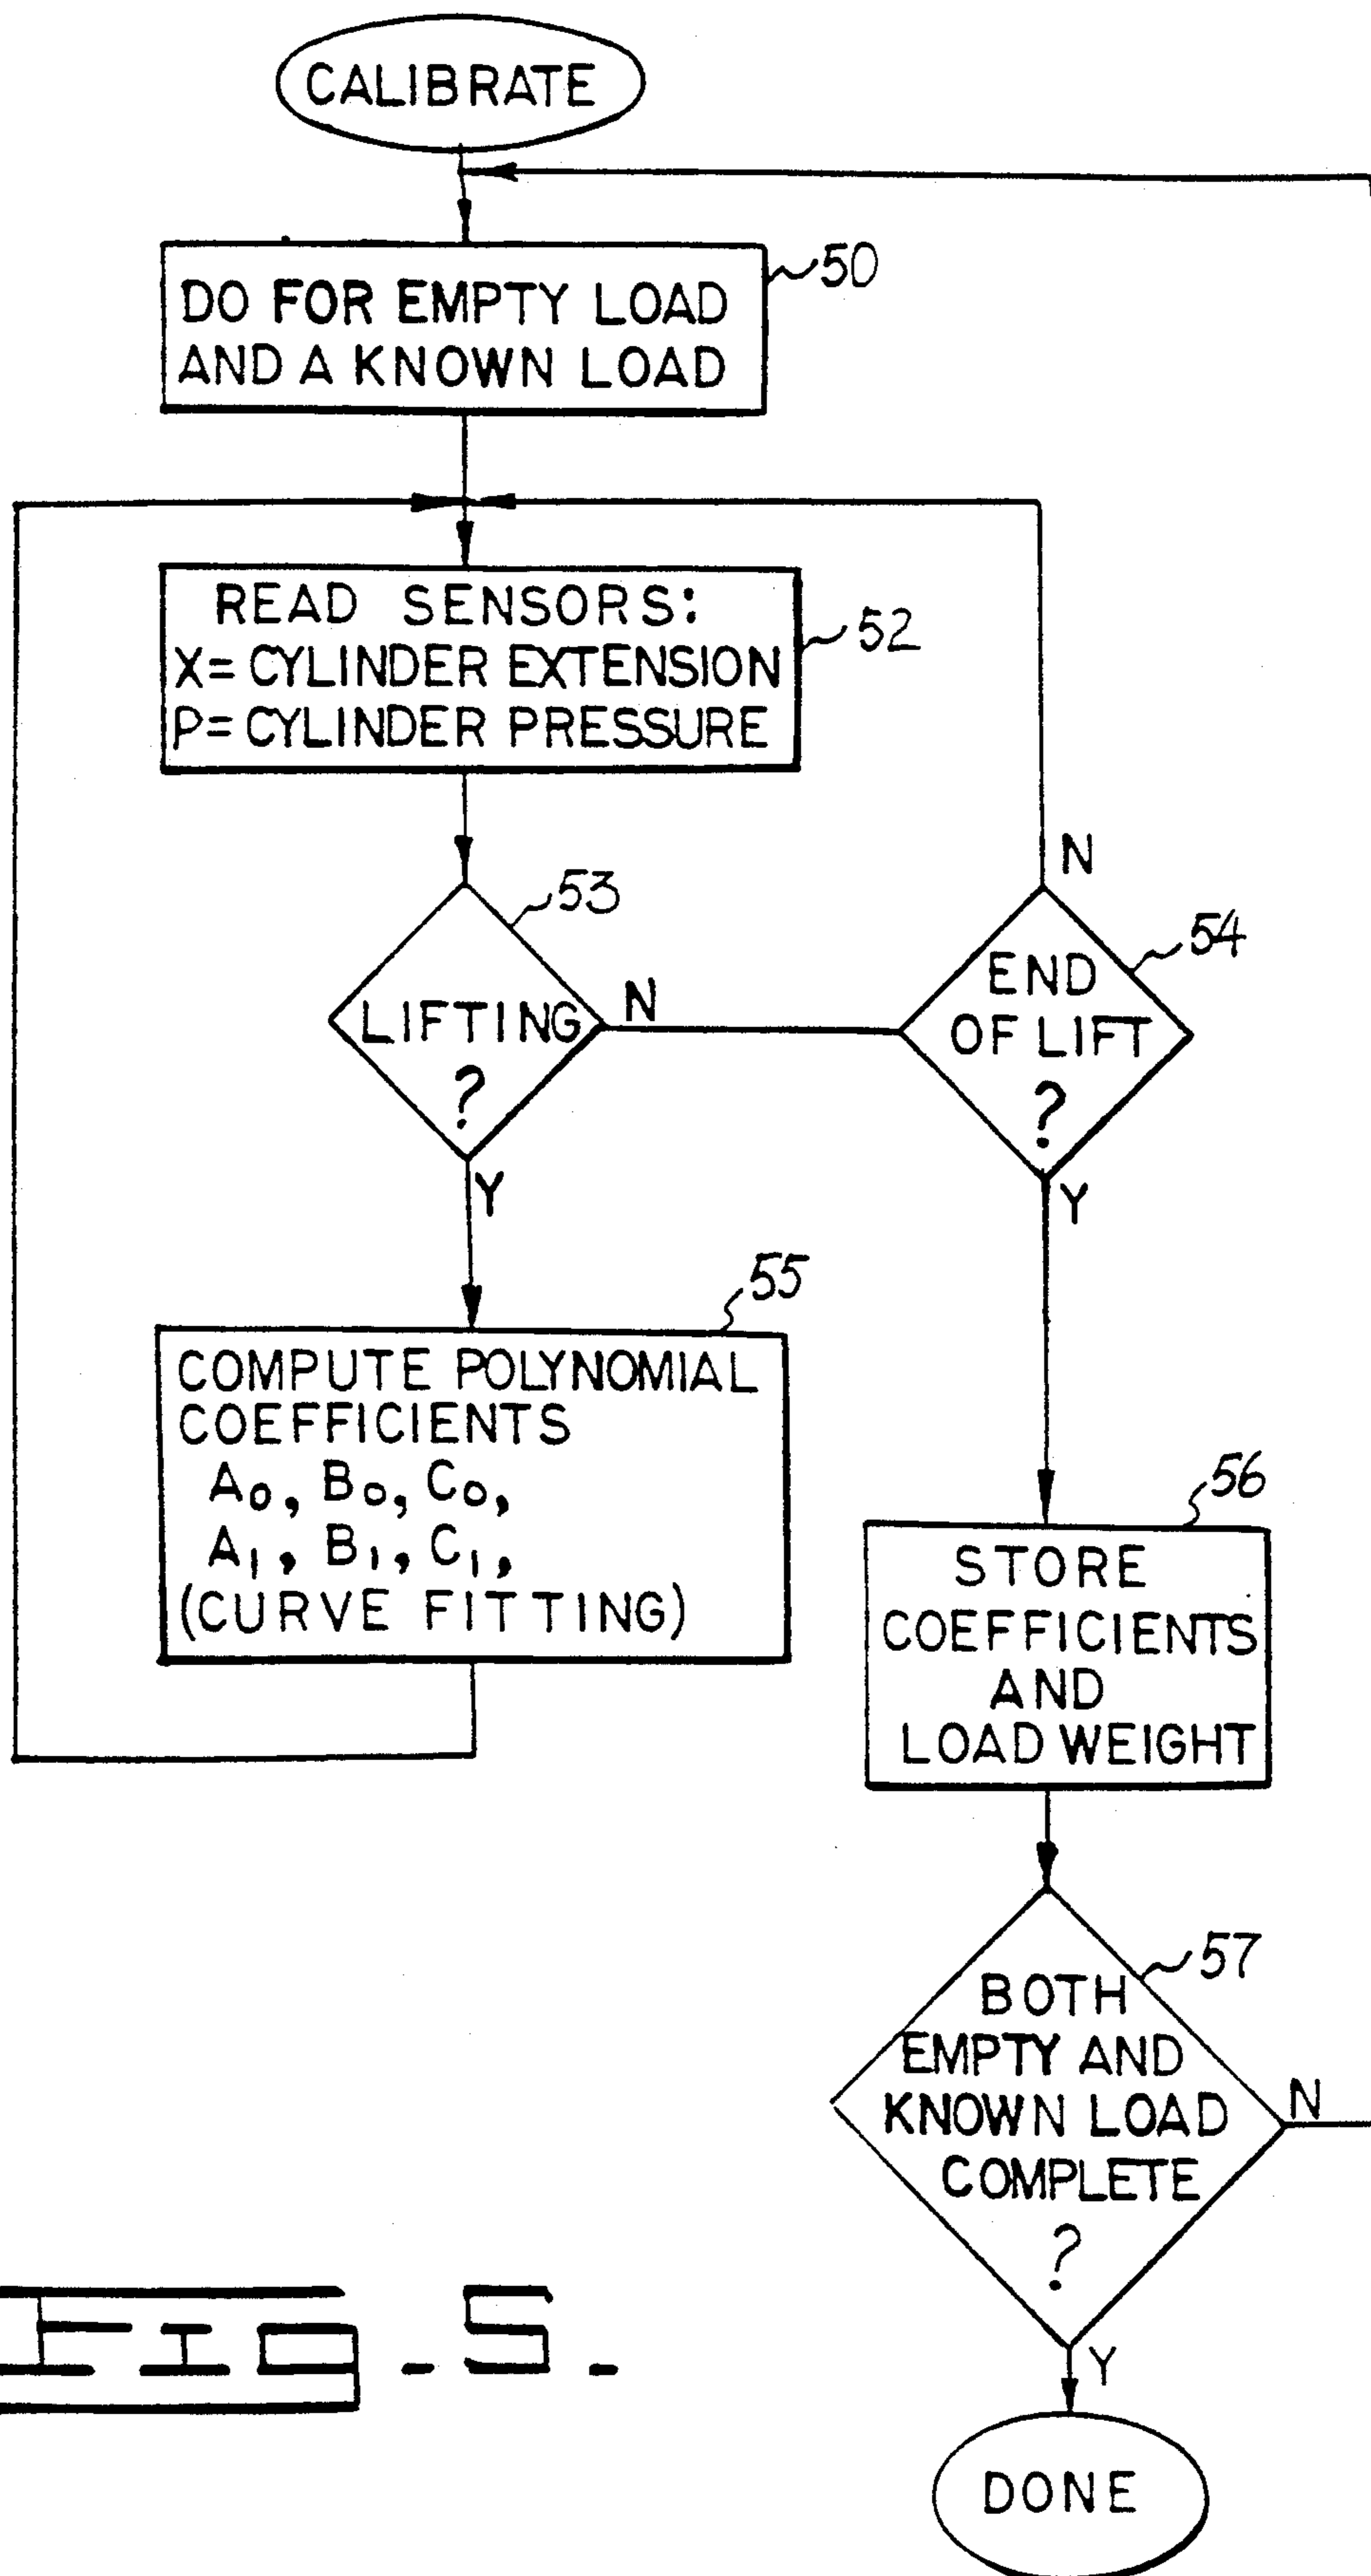 CALIBRATE
50
DO FOR EMPTY LOAD
AND A KNOWN LOAD
READ SENSORS:
X= CYLINDER EXTENSION
P= CYLINDER PRESSURE
52
53
LIFTING
?
N
Y
N
54
END
OF LIFT
?
Y
55
COMPUTE POLYNOMIAL
COEFFICIENTS
A₀, B₀, C₀,
A₁, B₁, C₁,
(CURVE FITTING)
56
STORE
COEFFICIENTS
AND
LOAD WEIGHT
57
BOTH
EMPTY AND
KNOWN LOAD
COMPLETE
?
N
Y
DONE
Fig-5-